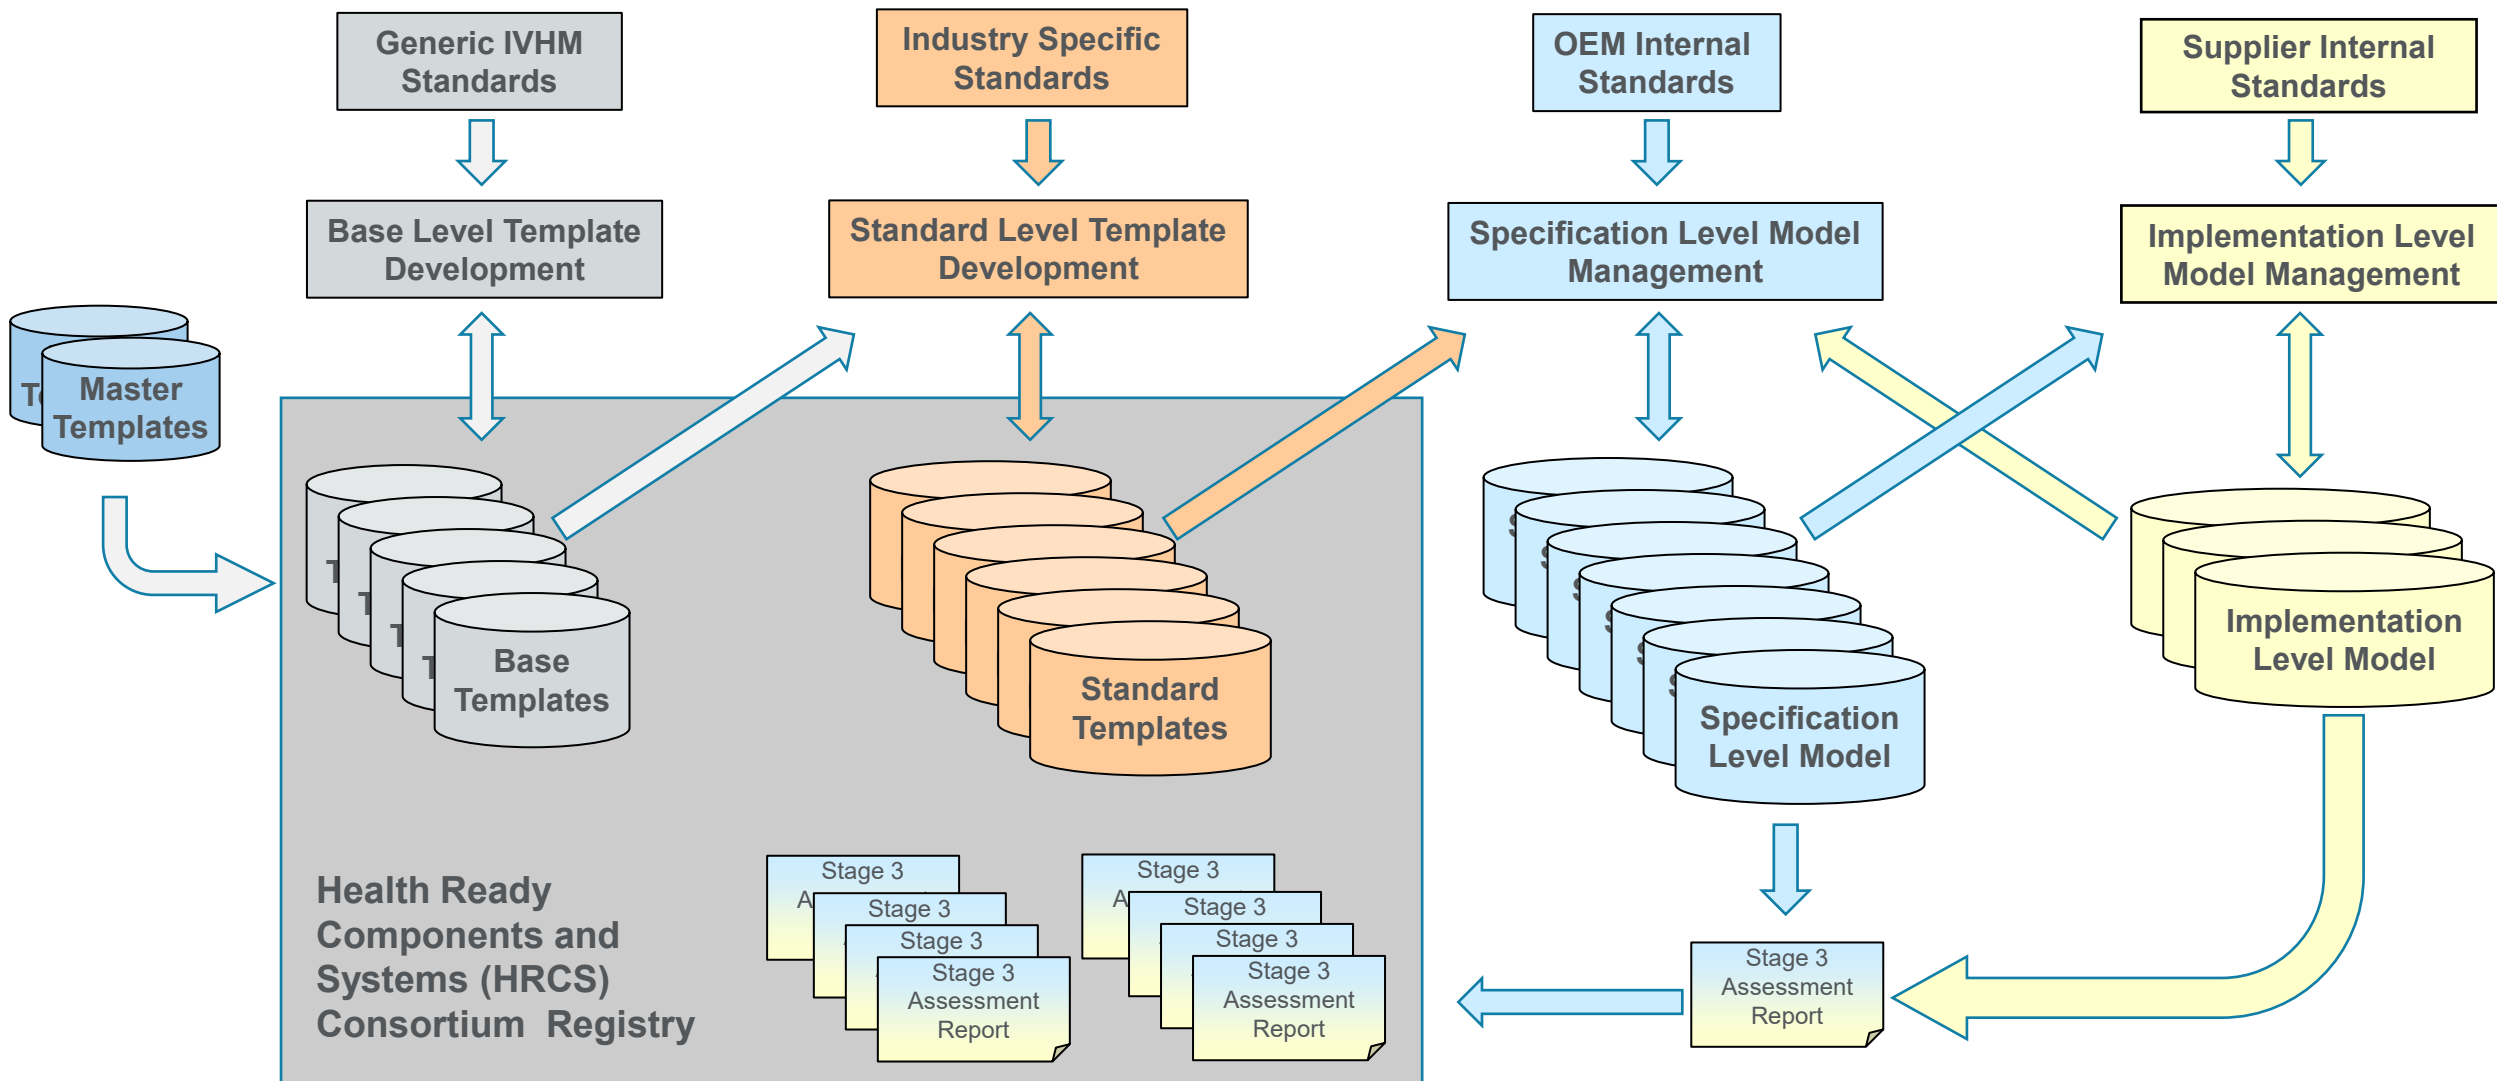 Generic IVHM
Standards
Industry Specific
Standards
OEM Internal
Standards
Supplier Internal
Standards
Base Level Template
Development
Standard Level Template
Development
Specification Level Model
Management
Implementation Level
Model Management
Master
Templates
Base
Templates
Standard
Templates
Specification
Level Model
Implementation
Level Model
Health Ready
Components and
Systems (HRCS)
Consortium Registry
Stage 3
Stage 3
Stage 3
Stage 3
Assessment
Report
Stage 3
Stage 3
Stage 3
Stage 3
Assessment
Report
Stage 3
Assessment
Report